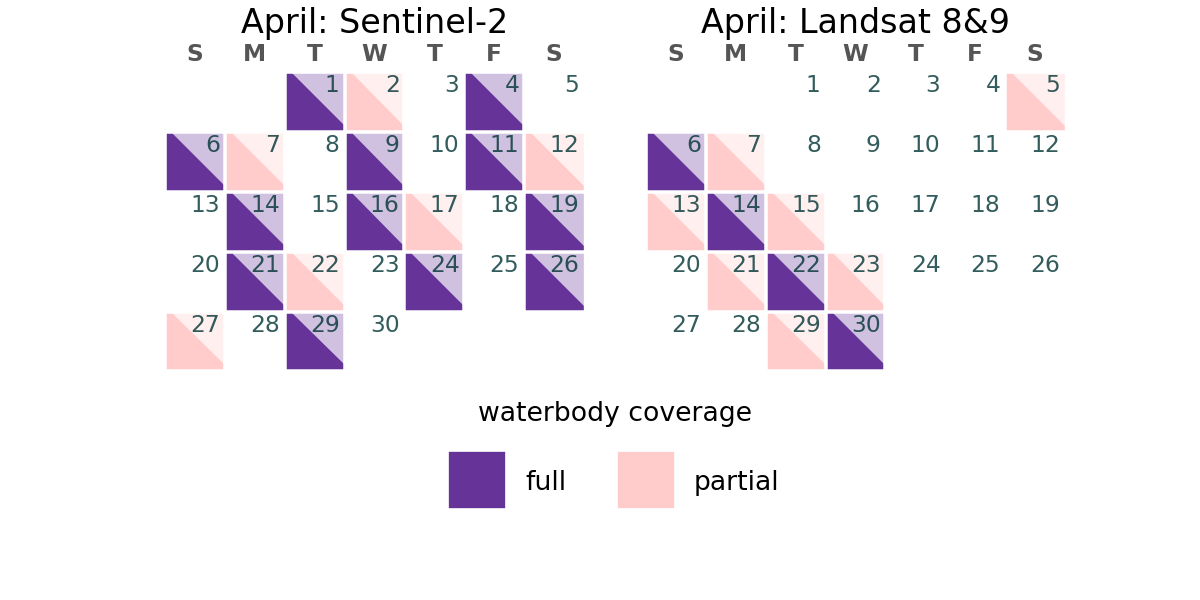 April: Sentinel-2
S M T W T F S
1 2 3 4 5
6 7 8 9 10 11 12
13 14 15 16 17 18 19
20 21 22 23 24 25 26
27 28 29 30
April: Landsat 8&9
S M T W T F S
1 2 3 4 5
6 7 8 9 10 11 12
13 14 15 16 17 18 19
20 21 22 23 24 25 26
27 28 29 30
waterbody coverage
full
partial